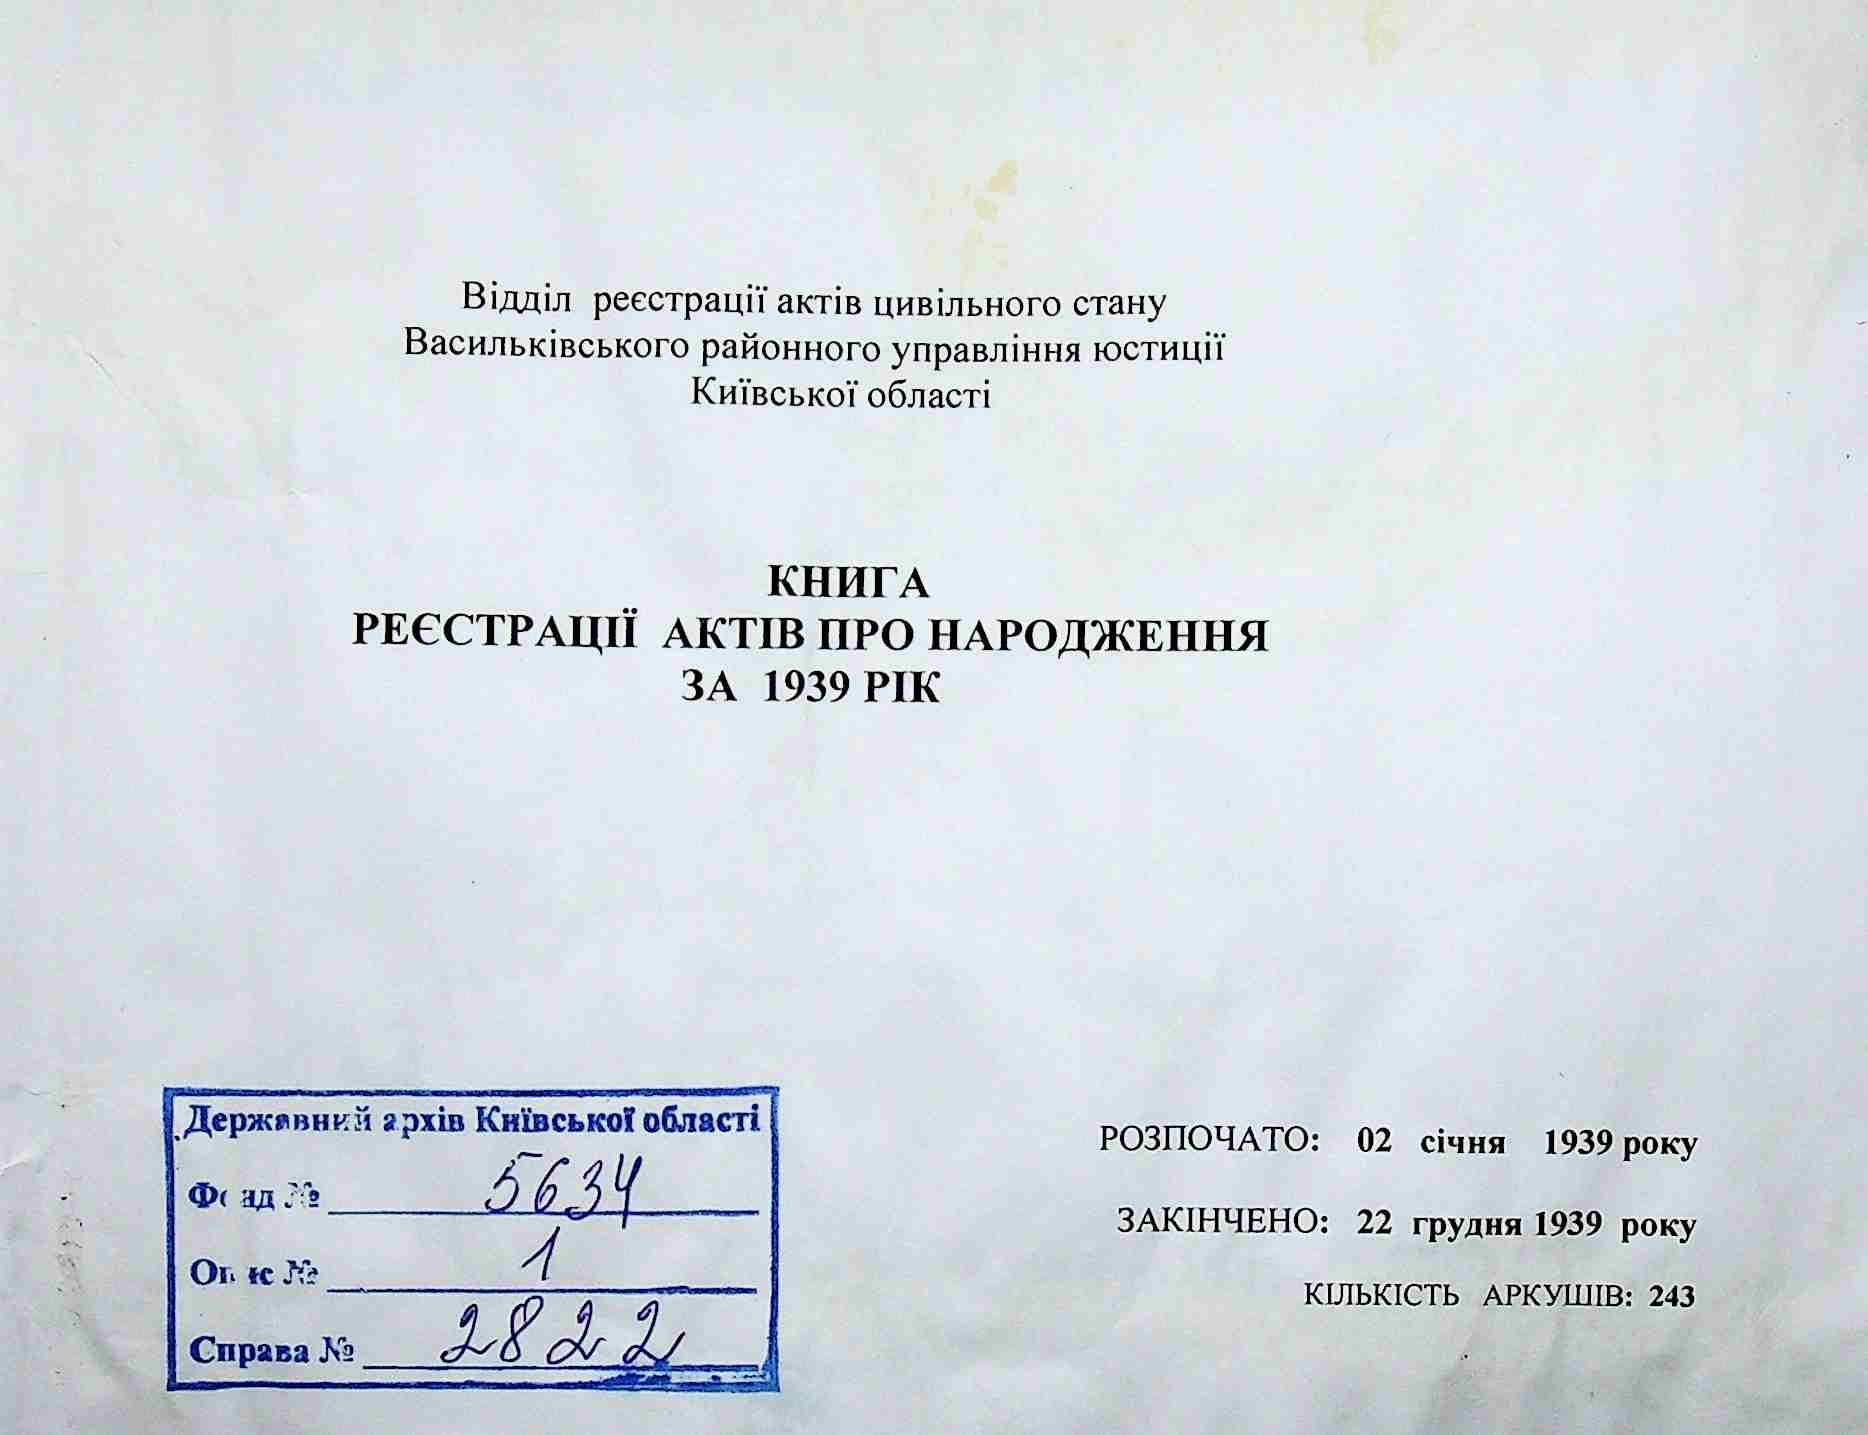 Відділ реєстрації актів цивільного стану
Васильківського районного управління юстиції
Київської області
КНИГА
РЕЄСТРАЦІЇ АКТІВ ПРО НАРОДЖЕННЯ
ЗА 1939 РІК
Державний архів Київської області
Фонд № 5634
Опис № 1
Справа № 2822
РОЗПОЧАТО: 02 січня 1939 року
ЗАКІНЧЕНО: 22 грудня 1939 року
КІЛЬКІСТЬ АРКУШІВ: 243